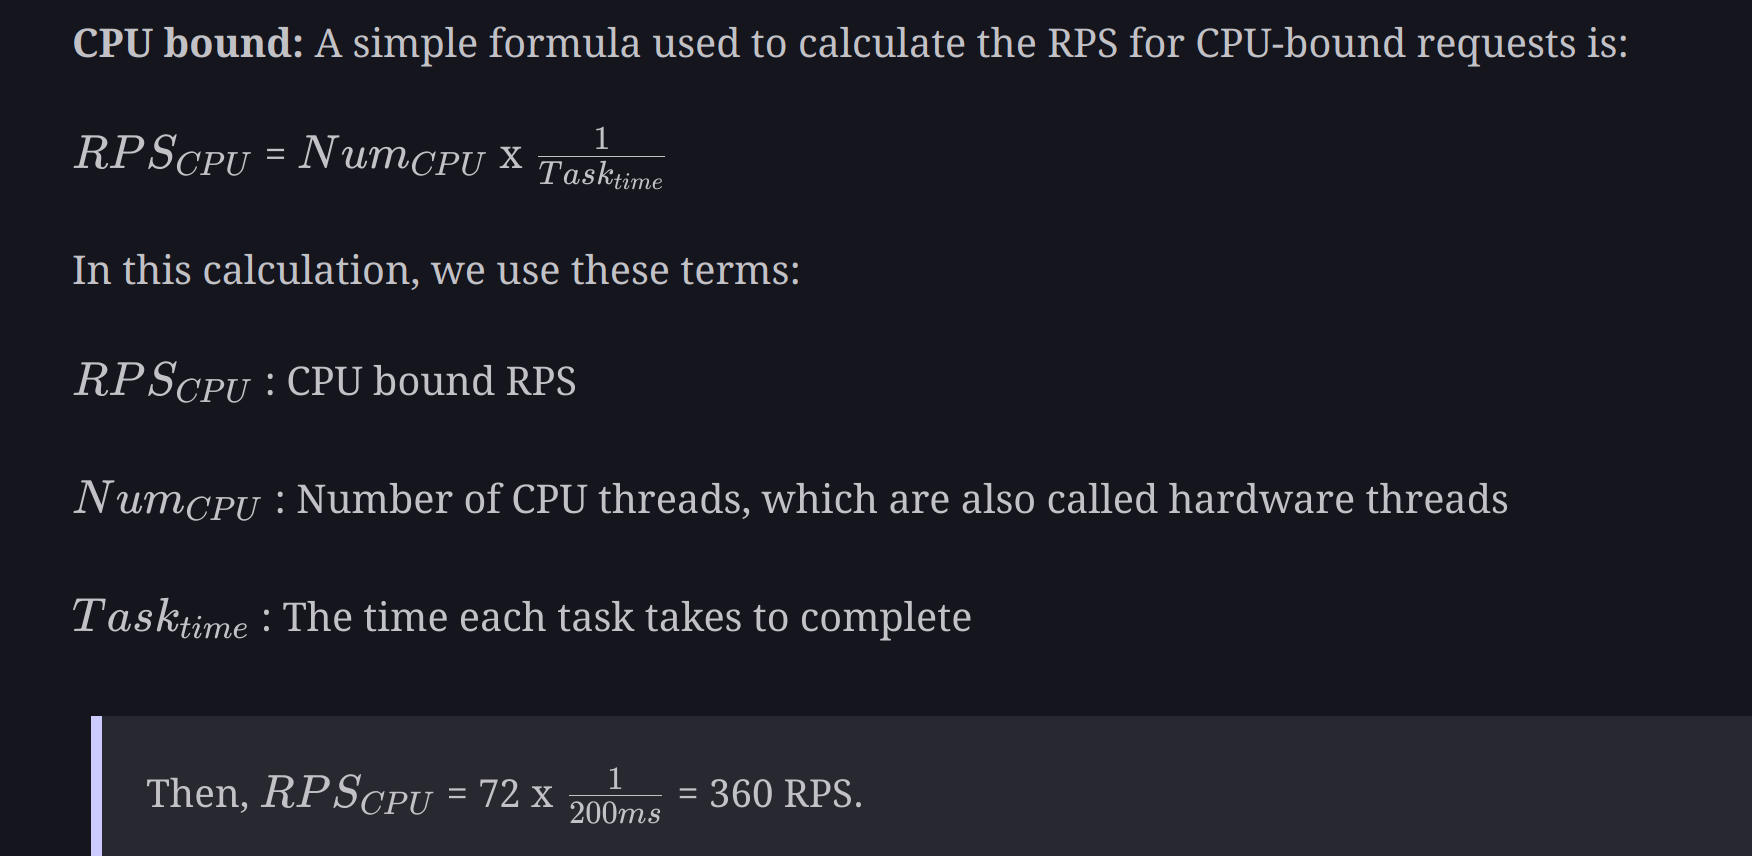 CPU bound: A simple formula used to calculate the RPS for CPU-bound requests is:
$RPS_{CPU}$ = $Num_{CPU}$ x $\frac{1}{Task_{time}}$
In this calculation, we use these terms:
$RPS_{CPU}$ : CPU bound RPS
$Num_{CPU}$ : Number of CPU threads, which are also called hardware threads
$Task_{time}$ : The time each task takes to complete
Then, $RPS_{CPU}$ = 72 x $\frac{1}{200ms}$ = 360 RPS.